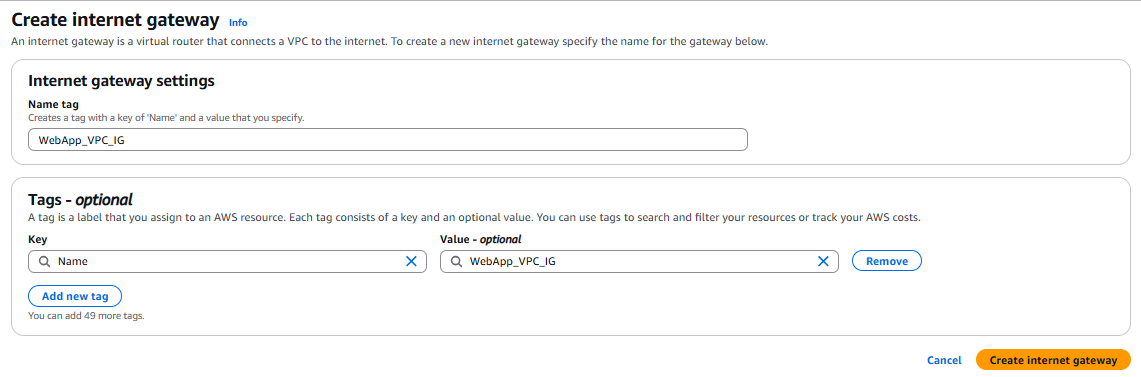 Create internet gateway Info
An internet gateway is a virtual router that connects a VPC to the internet. To create a new internet gateway specify the name for the gateway below.
Internet gateway settings
Name tag
Creates a tag with a key of 'Name' and a value that you specify.
WebApp_VPC_IG
Tags - optional
A tag is a label that you assign to an AWS resource. Each tag consists of a key and an optional value. You can use tags to search and filter your resources or track your AWS costs.
Key Value - optional
Name WebApp_VPC_IG Remove
Add new tag
You can add 49 more tags.
Cancel Create internet gateway